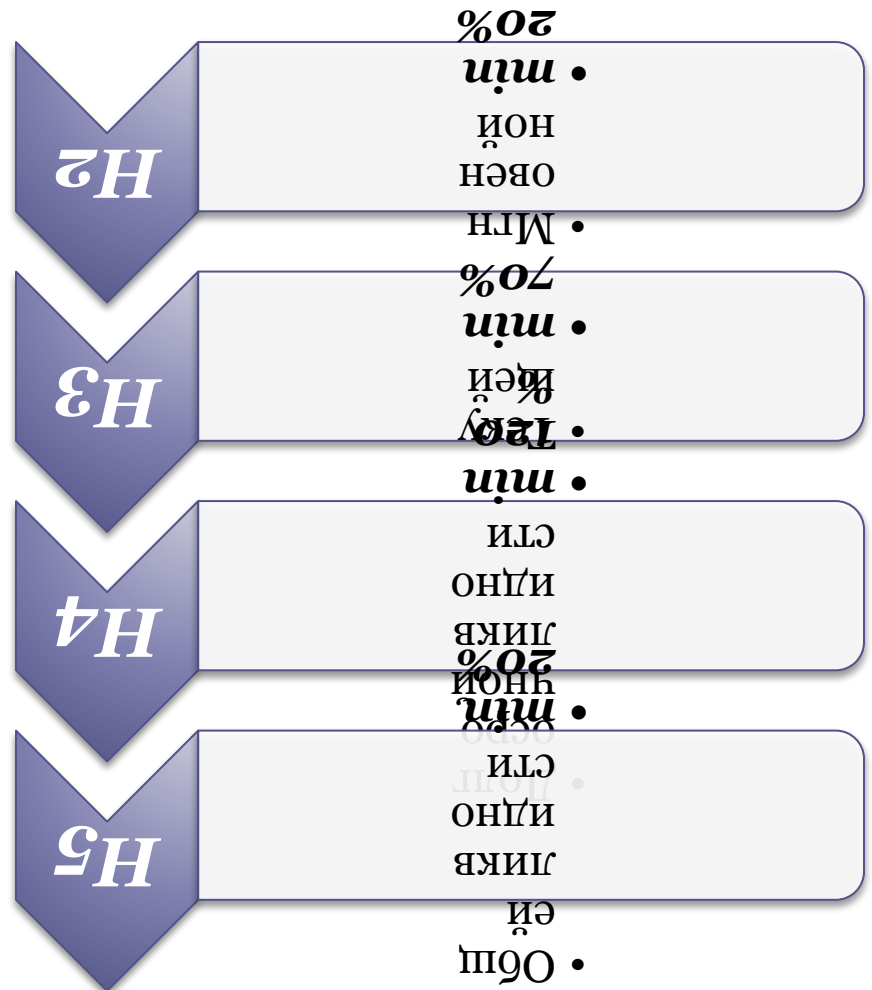 Н2
• Мгн
овен
ной
• min
20%
Н3
• Теку
щей
• min
70%
Н4
• Долг
осро
чной
ликв
идно
сти
• min
120
%
Н5
• Общ
ей
ликв
идно
сти
• min
20%